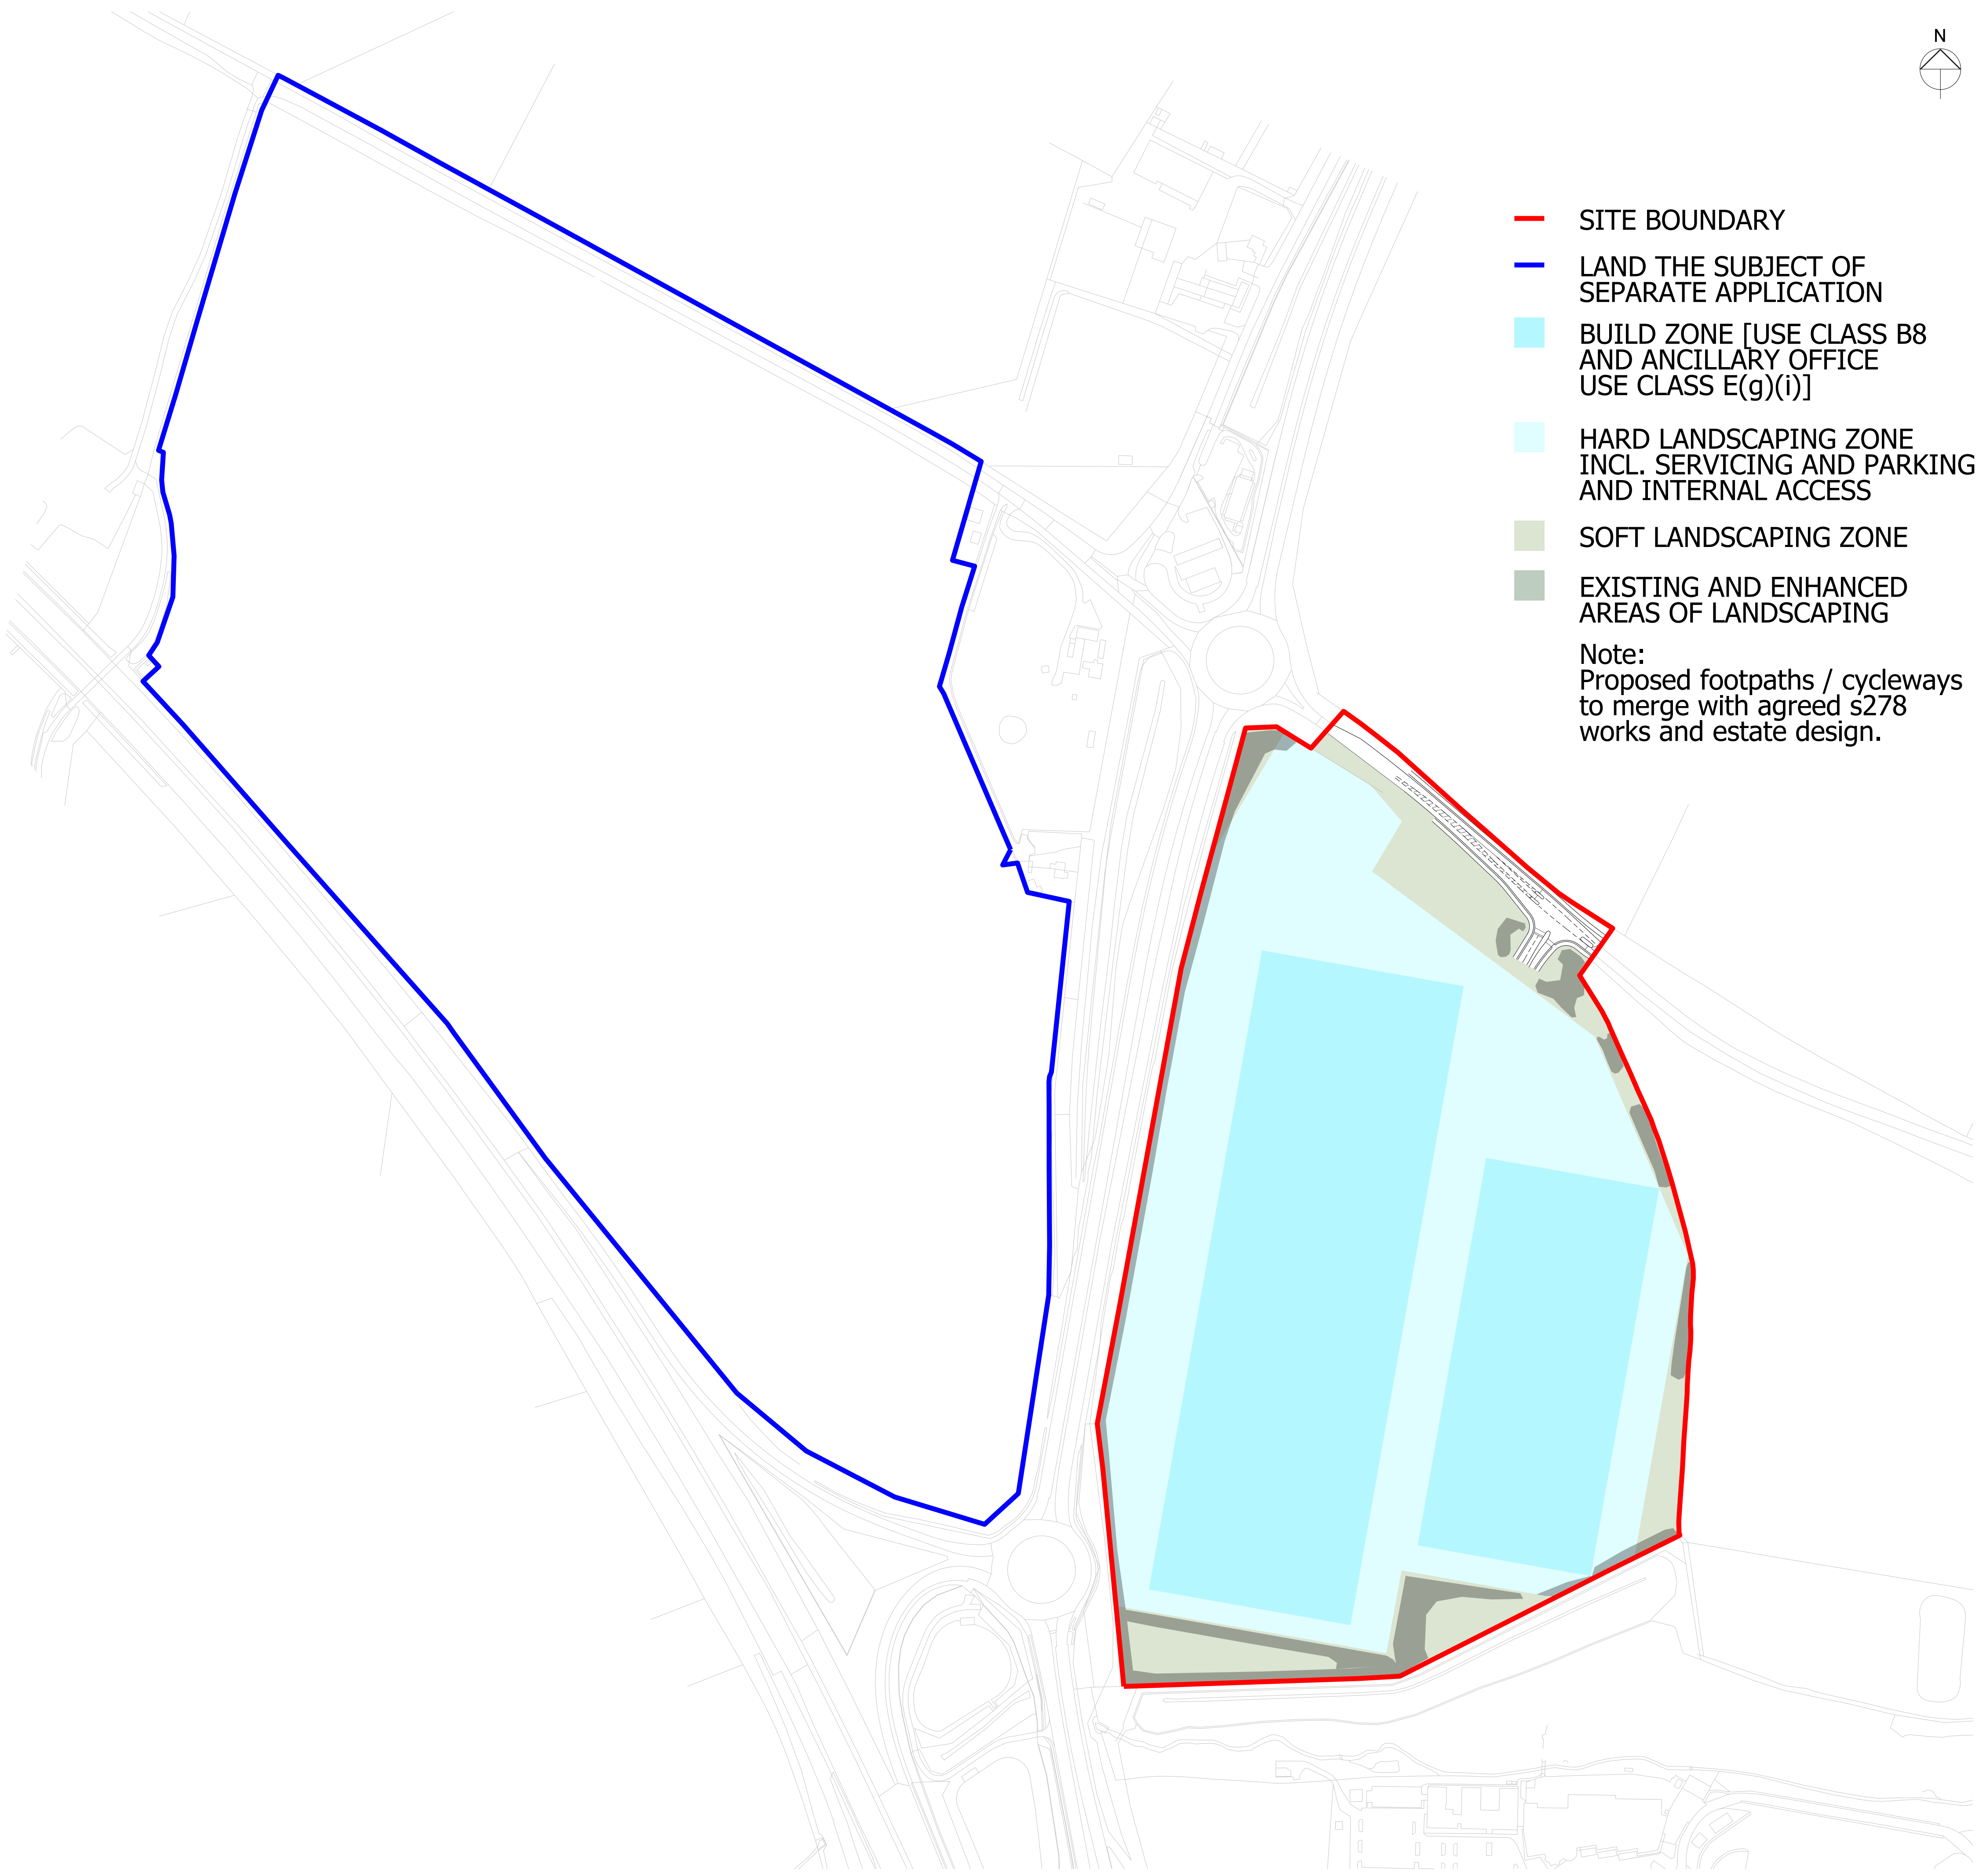 N
SITE BOUNDARY
LAND THE SUBJECT OF
SEPARATE APPLICATION
BUILD ZONE [USE CLASS B8
AND ANCILLARY OFFICE
USE CLASS E(g)(i)]
HARD LANDSCAPING ZONE
INCL. SERVICING AND PARKING
AND INTERNAL ACCESS
SOFT LANDSCAPING ZONE
EXISTING AND ENHANCED
AREAS OF LANDSCAPING
Note:
Proposed footpaths / cycleways
to merge with agreed s278
works and estate design.